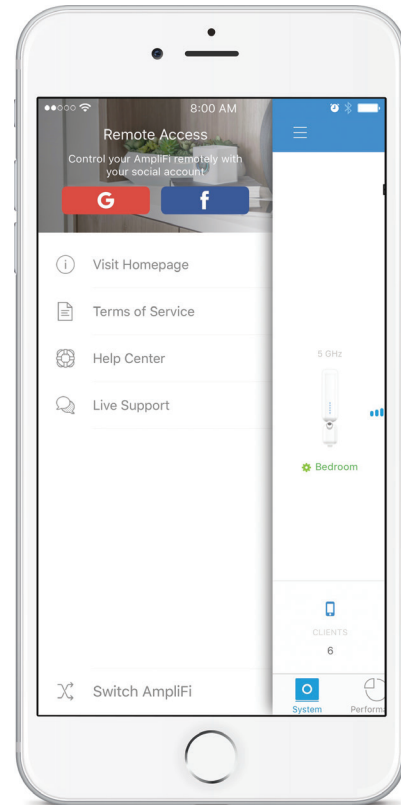 8:00 AM
Remote Access
Control your AmpliFi remotely with
your social account.
G f
Visit Homepage
Terms of Service
Help Center
Live Support
5 GHz
Bedroom
CLIENTS
6
Switch AmpliFi
System Performa